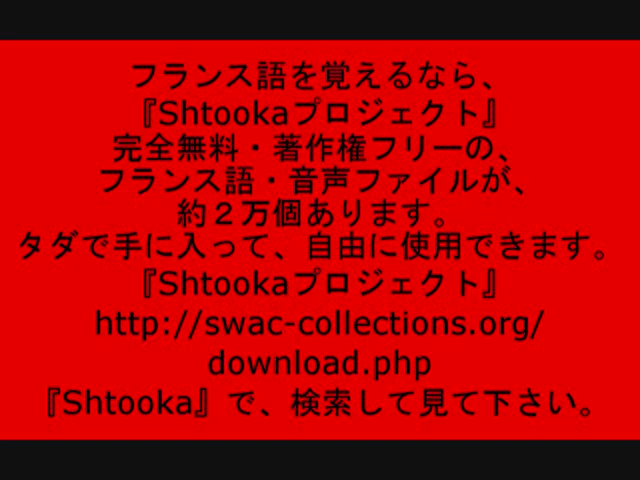 フランス語を覚えるなら、
『Shtookaプロジェクト』
完全無料・著作権フリーの、
フランス語・音声ファイルが、
約２万個あります。
タダで手に入って、自由に使用できます。
『Shtookaプロジェクト』
http://swac-collections.org/
download.php
『Shtooka』で、検索して見て下さい。